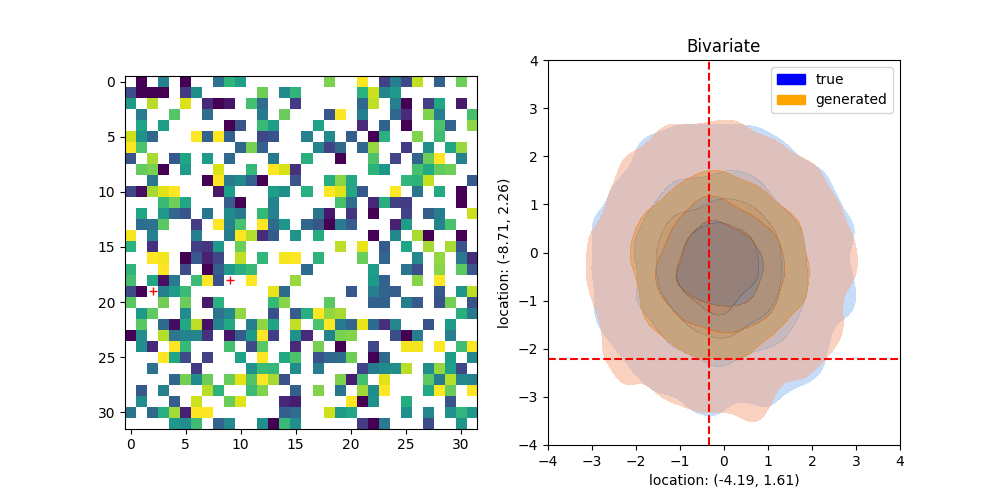 0
5
10
15
20
25
30
0 5 10 15 20 25 30
Bivariate
true
generated
4
3
2
1
0
−1
−2
−3
−4
−4 −3 −2 −1 0 1 2 3 4
location: (-8.71, 2.26)
location: (-4.19, 1.61)